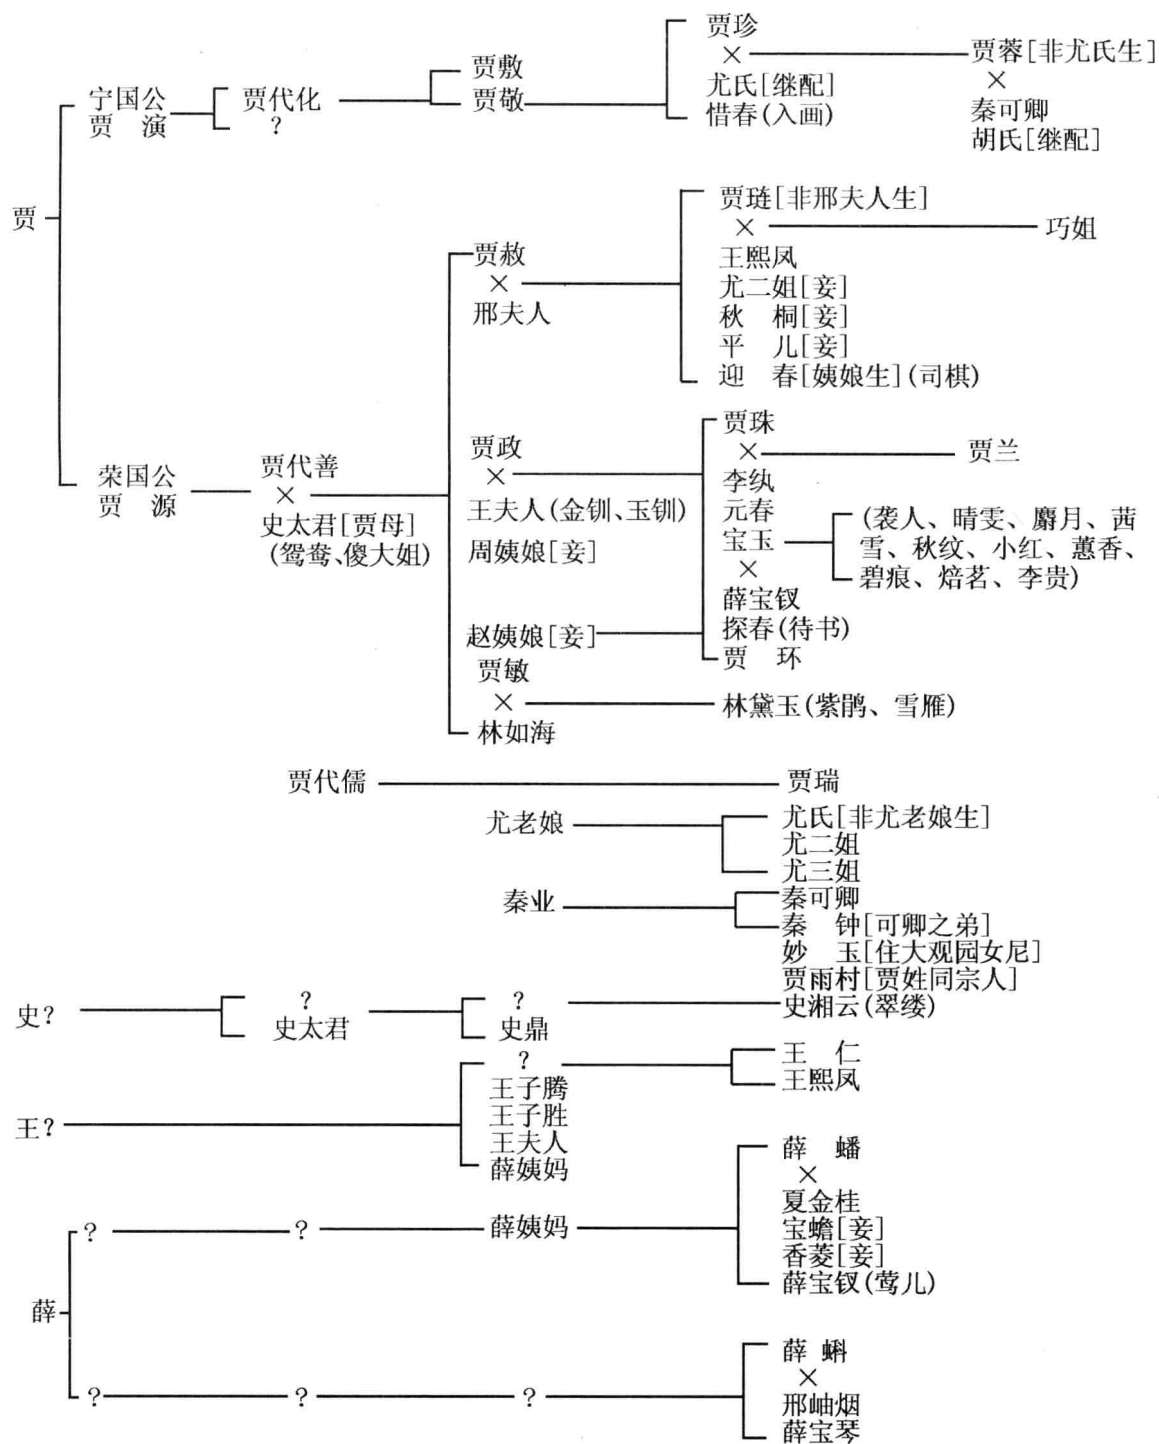 贾珍
×
贾蓉[非尤氏生]
尤氏[继配]
×
惜春(入画)
秦可卿
胡氏[继配]
贾敷
贾敬
宁国公
贾 演
贾代化
?
贾
贾琏[非邢夫人生]
×
巧姐
王熙凤
尤二姐[妾]
秋 桐[妾]
平 儿[妾]
迎 春[姨娘生](司棋)
贾赦
×
邢夫人
荣国公
贾 源
贾代善
×
史太君[贾母]
(鸳鸯、傻大姐)
贾政
×
王夫人(金钏、玉钏)
周姨娘[妾]
赵姨娘[妾]
贾敏
×
林如海
贾珠
×
贾兰
李纨
元春
宝玉
×
薛宝钗
探春(待书)
贾 环
(袭人、晴雯、麝月、茜
雪、秋纹、小红、蕙香、
碧痕、焙茗、李贵)
林黛玉(紫鹃、雪雁)
贾代儒
贾瑞
尤老娘
尤氏[非尤老娘生]
尤二姐
尤三姐
秦业
秦可卿
秦 钟[可卿之弟]
妙 玉[住大观园女尼]
贾雨村[贾姓同宗人]
史?
?
史太君
?
史鼎
史湘云(翠缕)
王?
?
王子腾
王子胜
王夫人
薛姨妈
王 仁
王熙凤
薛
?
?
薛姨妈
薛 蟠
×
夏金桂
宝蟾[妾]
香菱[妾]
薛宝钗(莺儿)
?
?
?
薛 蝌
×
邢岫烟
薛宝琴